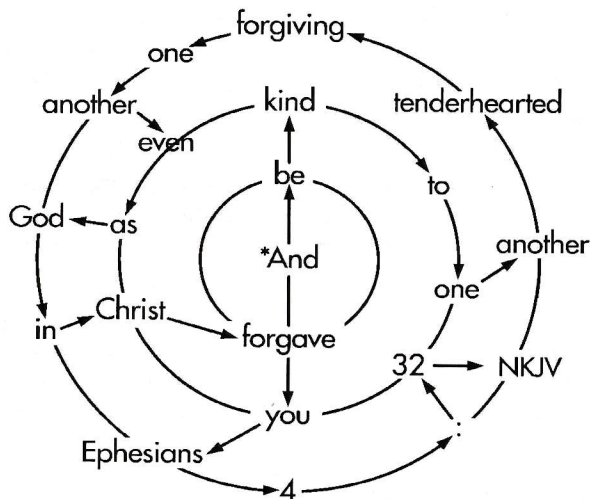 *And
be
kind
to
one
another
tenderhearted
forgiving
one
another
even
as
God
in
Christ
forgave
you
Ephesians
4
:
32
NKJV